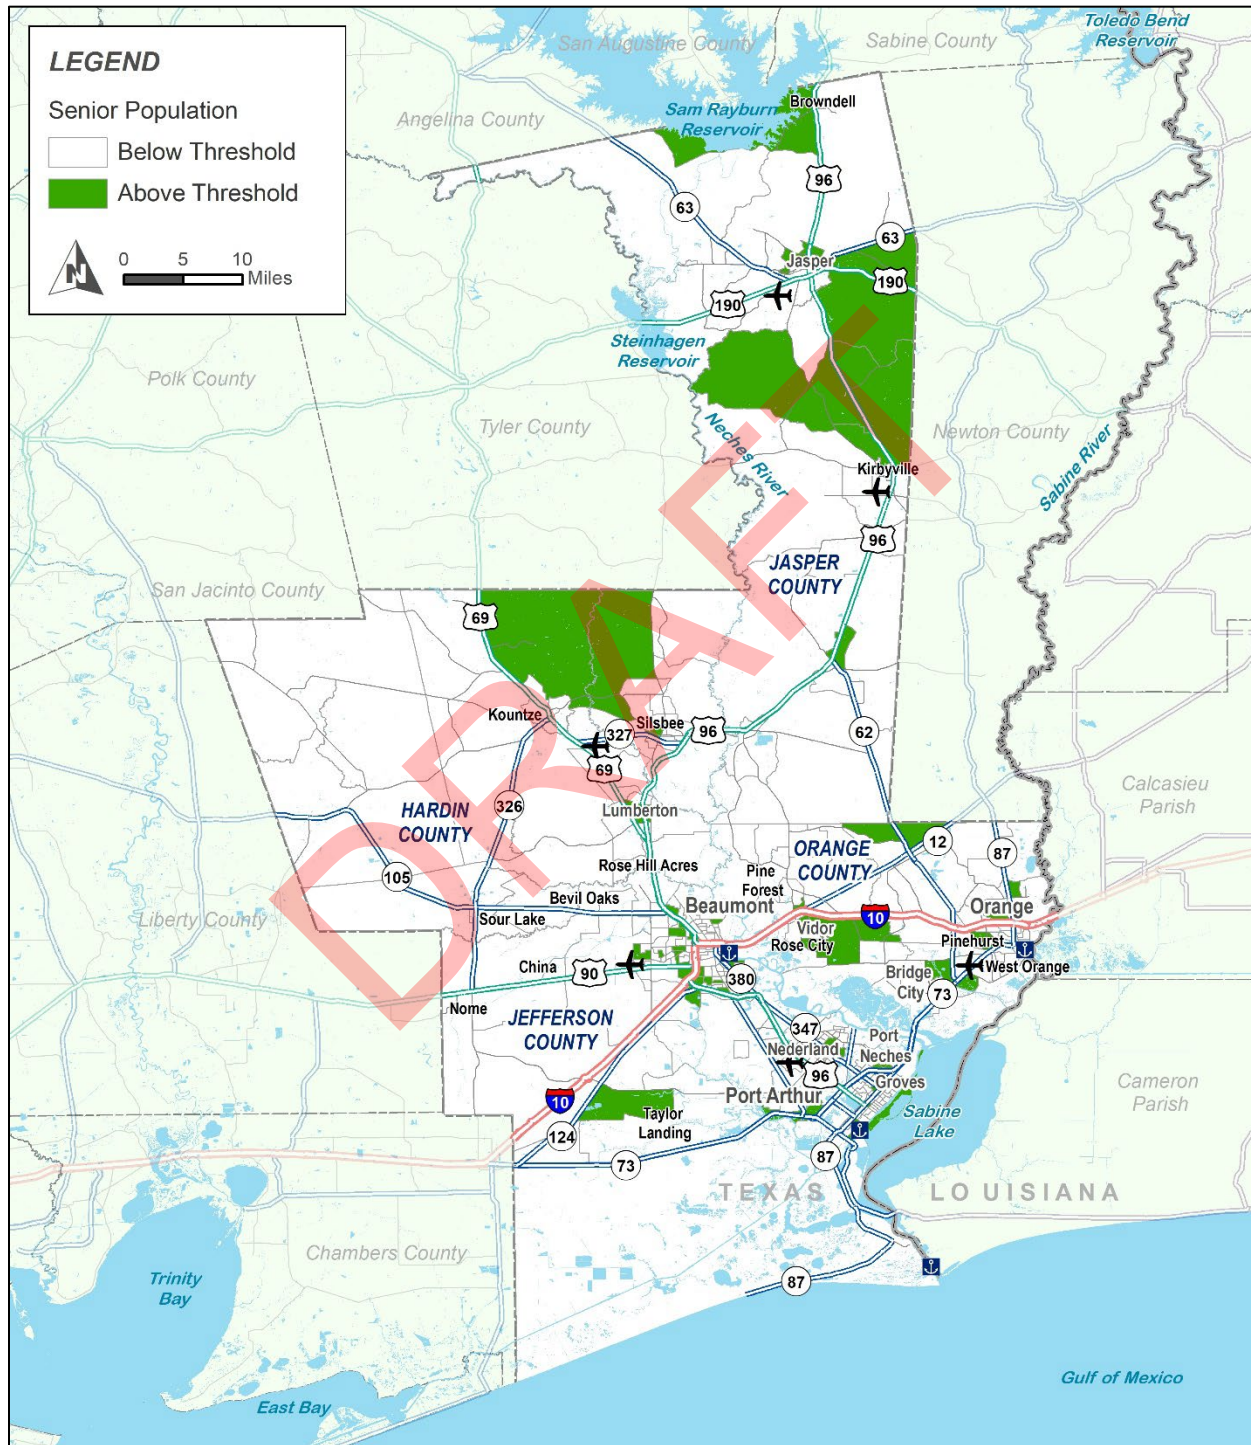 LEGEND
Senior Population
Below Threshold
Above Threshold
N
0 5 10
Miles
San Augustine County
Sabine County
Toledo Bend
Reservoir
Angelina County
Sam Rayburn
Reservoir
Browndell
96
63
63
Jasper
190
190
Steinhagen
Reservoir
Polk County
Tyler County
Neches River
Newton County
Sabine River
Kirbyville
96
JASPER
COUNTY
San Jacinto County
69
Kountze
Silsbee
327
96
69
62
HARDIN
COUNTY
326
Lumberton
Calcasieu
Parish
ORANGE
COUNTY
12
87
105
Rose Hill Acres
Pine
Forest
Liberty County
Bevil Oaks
Sour Lake
Beaumont
10
Orange
Vidor
Rose City
Pinehurst
West Orange
China
90
380
Bridge
City
73
Nome
JEFFERSON
COUNTY
347
Port
Neches
Nederland
96
Groves
Port Arthur
10
Taylor
Landing
Sabine
Lake
Cameron
Parish
124
73
87
TEXAS
LOUISIANA
Chambers County
Trinity
Bay
87
East Bay
Gulf of Mexico
DRAFT